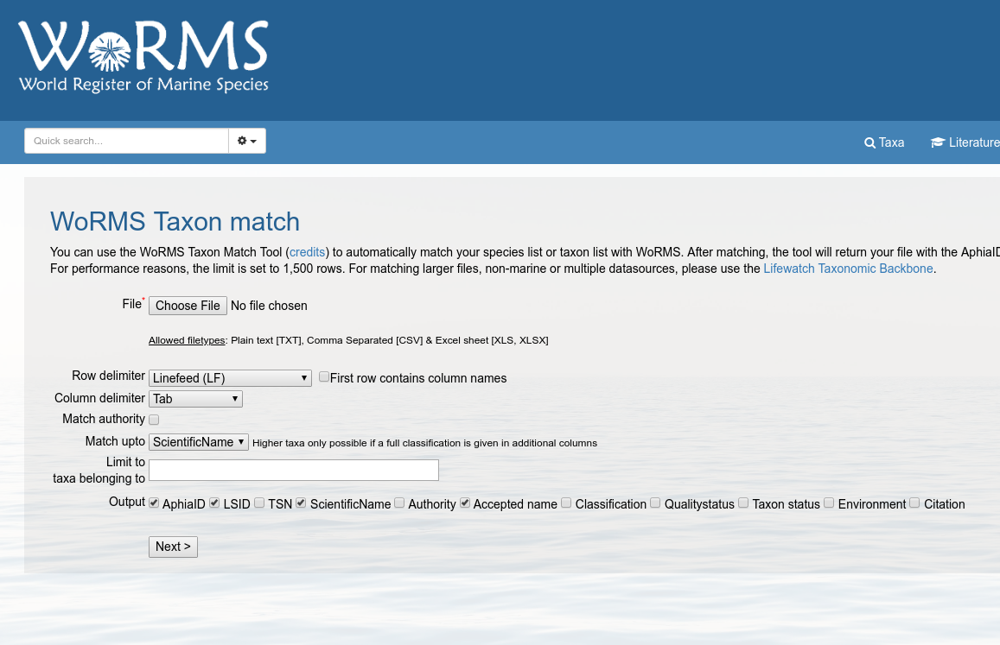 WoRMS
World Register of Marine Species
Quick search...
Taxa
Literature
WoRMS Taxon match
You can use the WoRMS Taxon Match Tool (credits) to automatically match your species list or taxon list with WoRMS. After matching, the tool will return your file with the AphiaID
For performance reasons, the limit is set to 1,500 rows. For matching larger files, non-marine or multiple datasources, please use the Lifewatch Taxonomic Backbone.
File* Choose File No file chosen
Allowed filetypes: Plain text [TXT], Comma Separated [CSV] & Excel sheet [XLS, XLSX]
Row delimiter Linefeed (LF) First row contains column names
Column delimiter Tab
Match authority
Match upto ScientificName Higher taxa only possible if a full classification is given in additional columns
Limit to
taxa belonging to
Output AphiaID LSID TSN ScientificName Authority Accepted name Classification Qualitystatus Taxon status Environment Citation
Next >